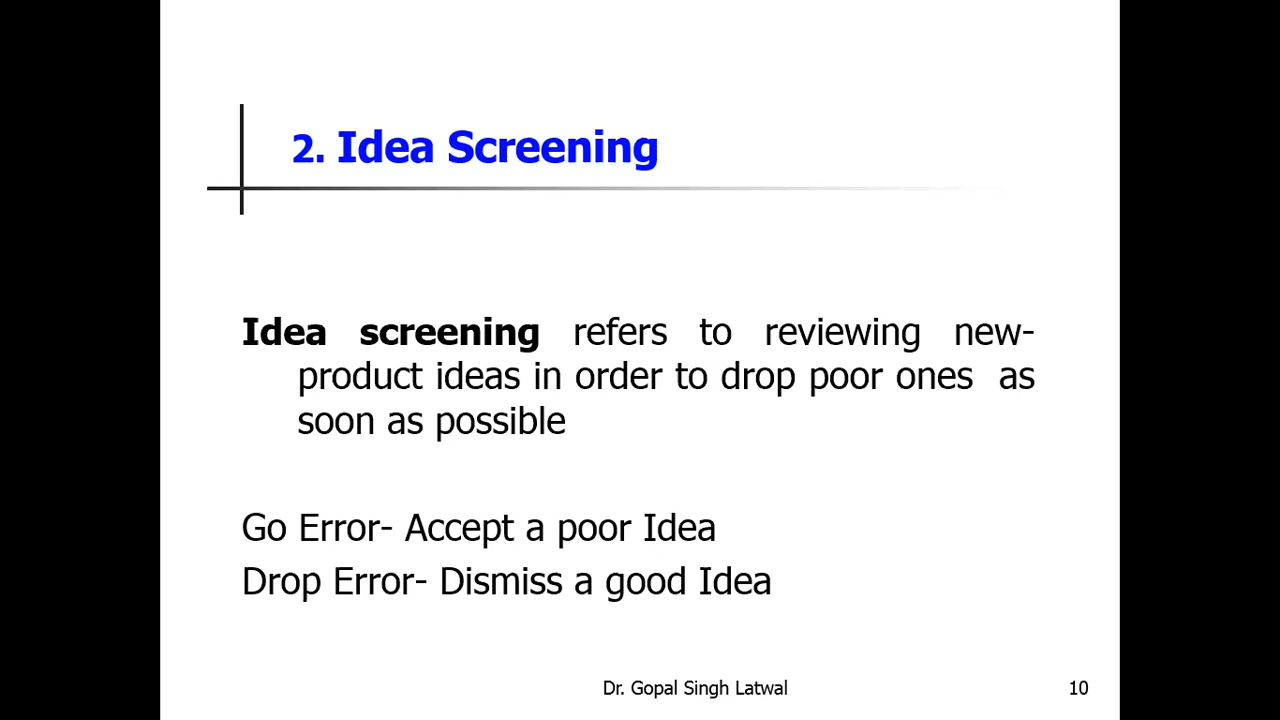 2. Idea Screening
Idea screening refers to reviewing new-
product ideas in order to drop poor ones as
soon as possible
Go Error- Accept a poor Idea
Drop Error- Dismiss a good Idea
Dr. Gopal Singh Latwal
10